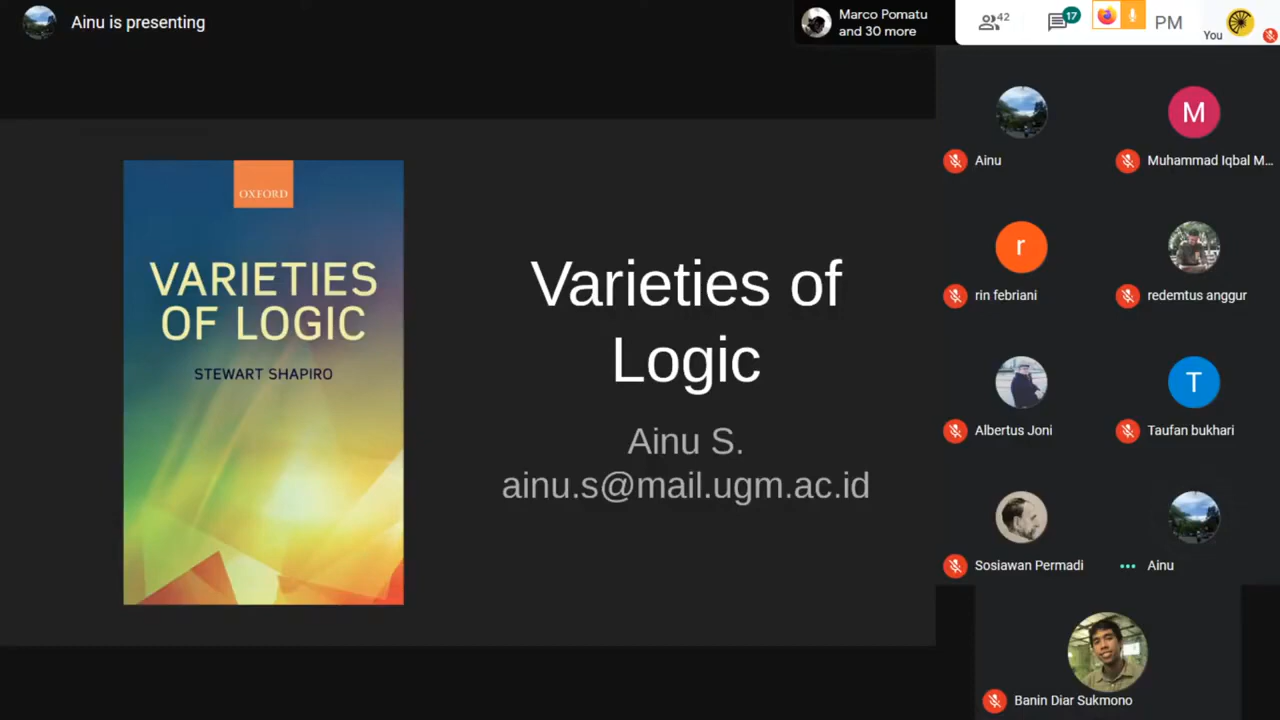 Ainu is presenting
Marco Pomatu
and 30 more
42
17
PM
You
OXFORD
VARIETIES
OF LOGIC
STEWART SHAPIRO
Varieties of
Logic
Ainu S.
ainu.s@mail.ugm.ac.id
Ainu
M
Muhammad Iqbal M...
r
rin febriani
redemtus anggur
Albertus Joni
T
Taufan bukhari
Sosiawan Permadi
Ainu
Banin Diar Sukmono